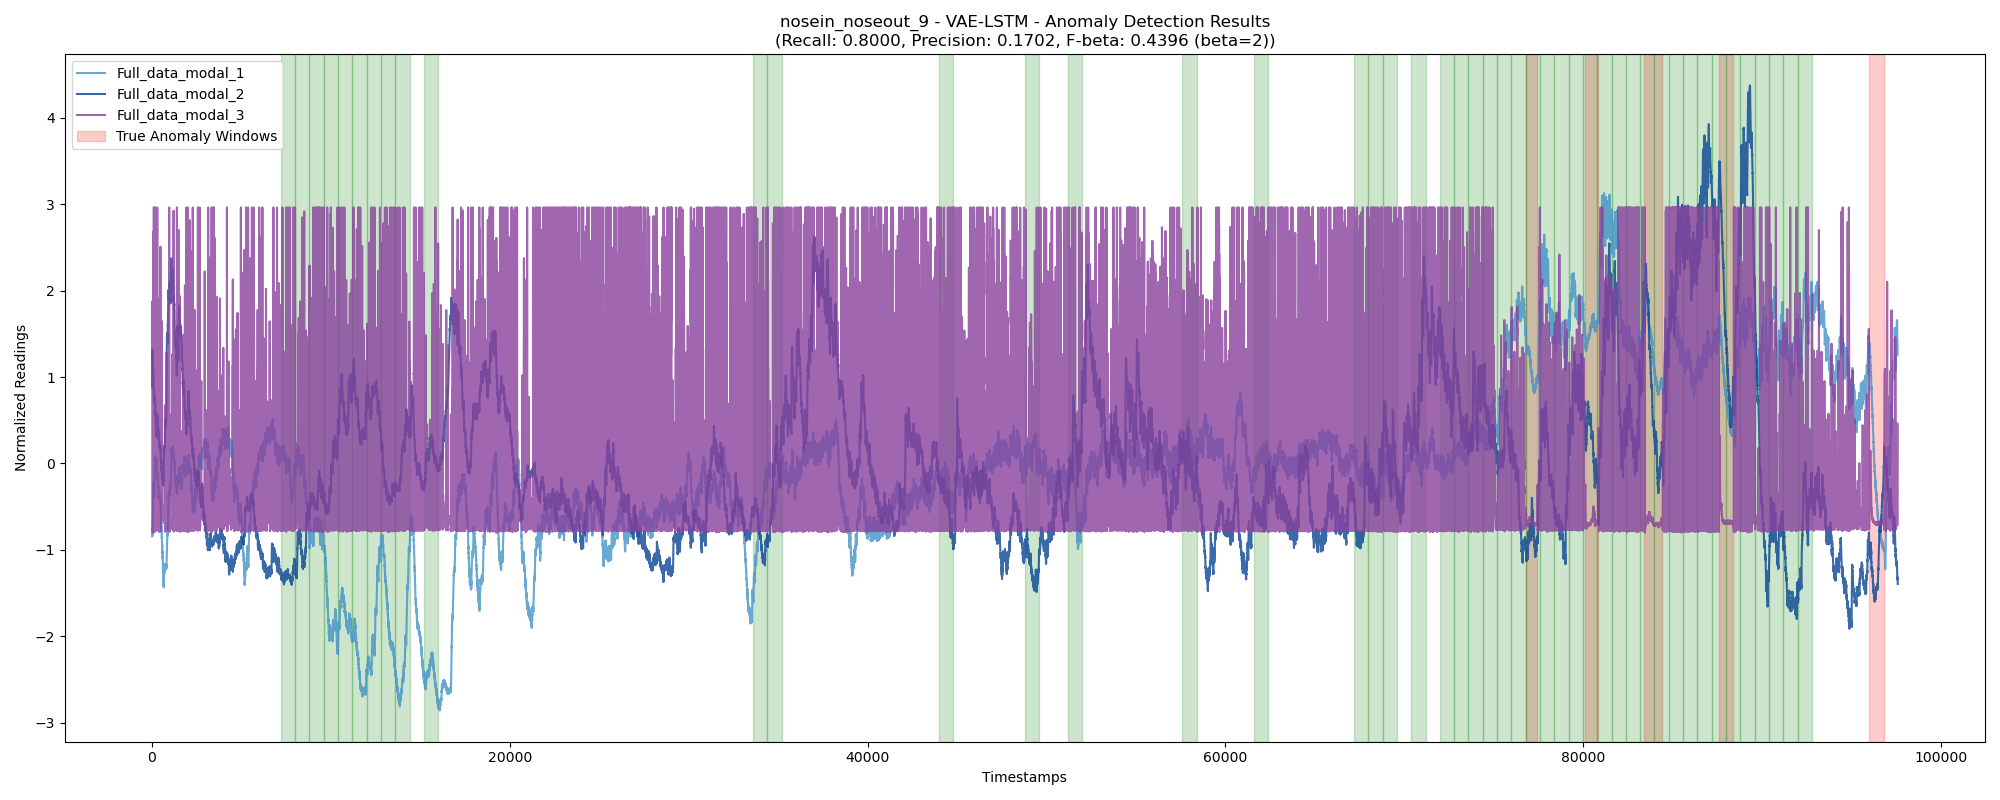 nosein_noseout_9 - VAE-LSTM - Anomaly Detection Results
(Recall: 0.8000, Precision: 0.1702, F-beta: 0.4396 (beta=2))
Full_data_modal_1
Full_data_modal_2
Full_data_modal_3
True Anomaly Windows
Normalized Readings
4
3
2
1
0
−1
−2
−3
0
20000
40000
60000
80000
100000
Timestamps